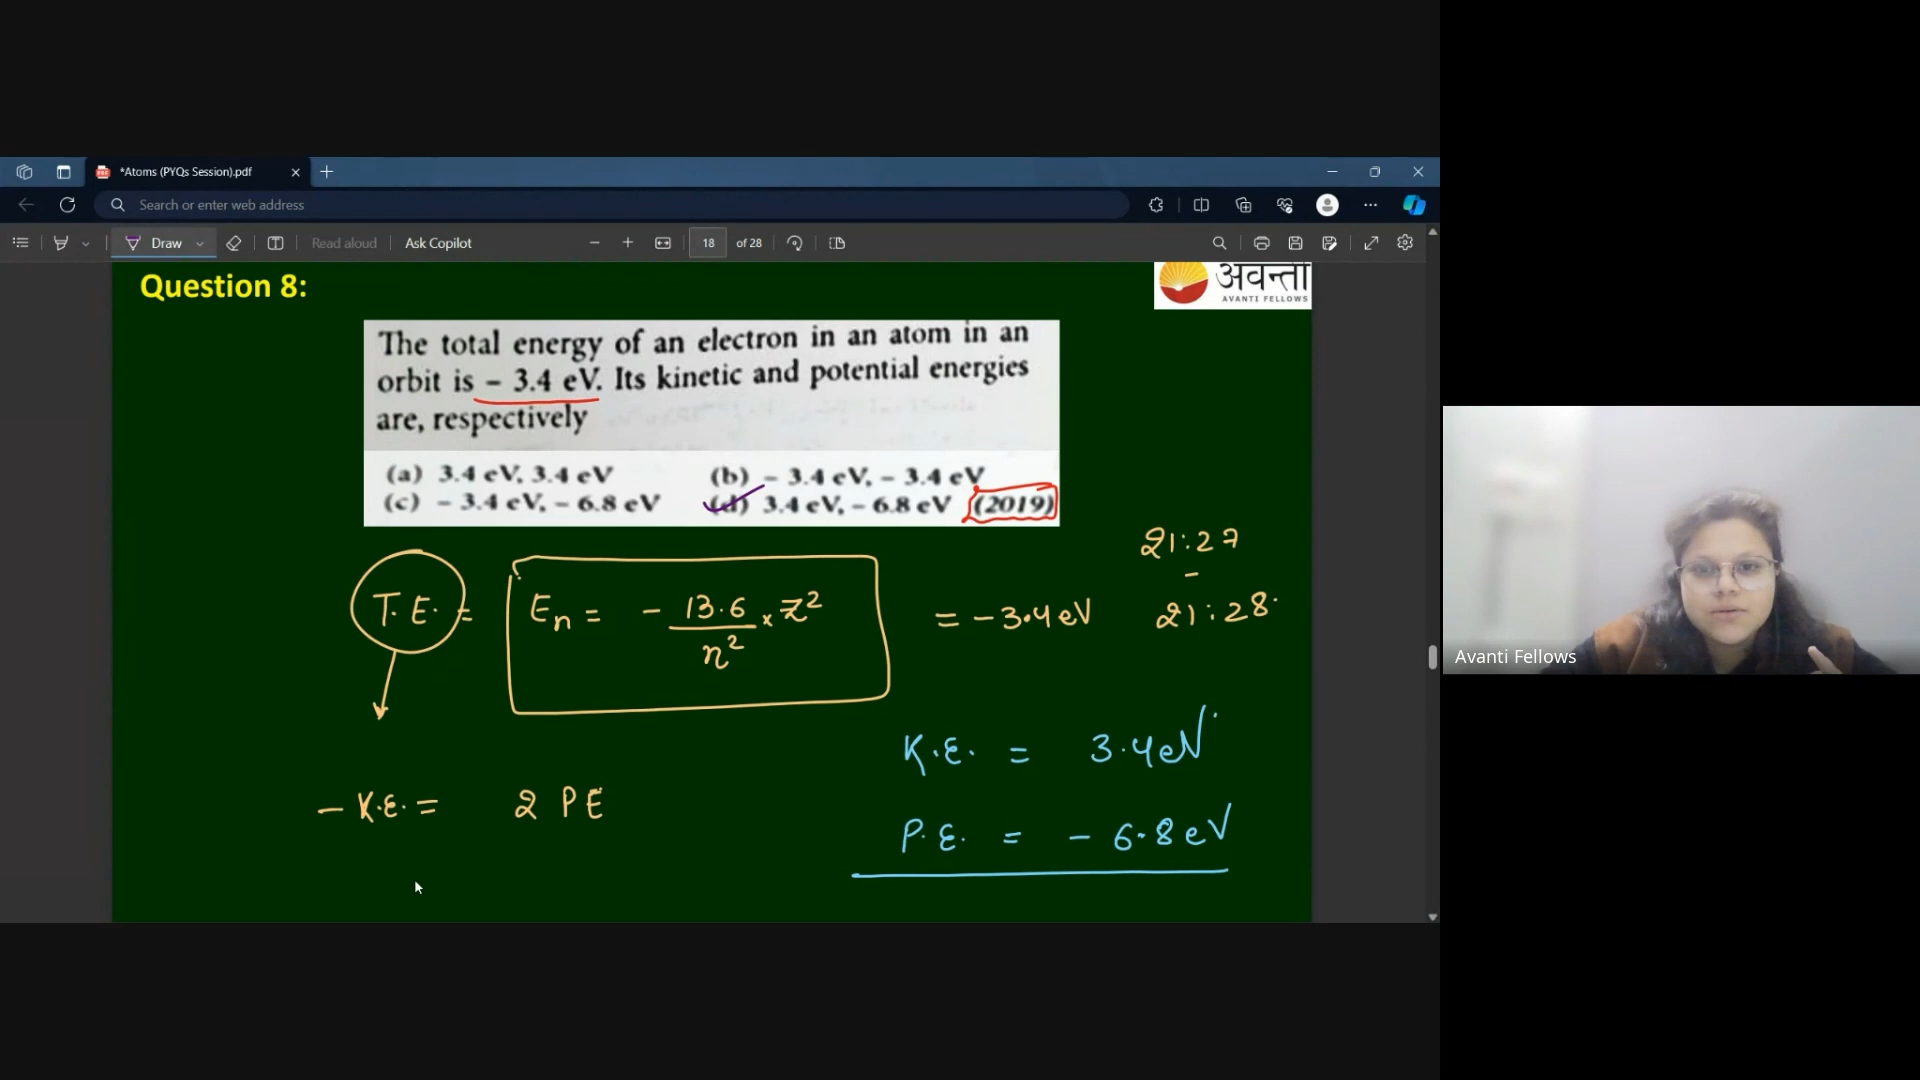 *Atoms (PYQs Session).pdf
Search or enter web address
Draw
Read aloud
Ask Copilot
18 of 28
Question 8:
अवन्ती
AVANTI FELLOWS
The total energy of an electron in an atom in an
orbit is – 3.4 eV. Its kinetic and potential energies
are, respectively
(a) 3.4 eV, 3.4 eV (b) – 3.4 eV, – 3.4 eV
(c) – 3.4 eV, – 6.8 eV (d) 3.4 eV, – 6.8 eV (2019)
21:27
-
T.E. = En = - 13.6/n² × z² = -3.4 eV 21:28.
K.E. = 3.4 eV
- K.E. = 2 PE
P.E. = - 6.8 eV
Avanti Fellows